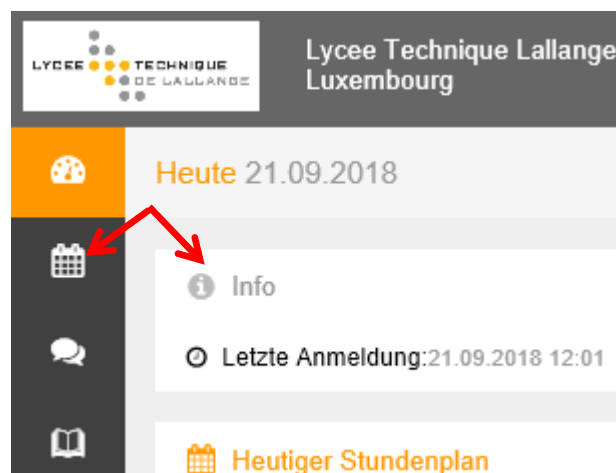 LYCEE TECHNIQUE
DE LALLANGE
Lycee Technique Lallange
Luxembourg
Heute 21.09.2018
Info
Letzte Anmeldung:21.09.2018 12:01
Heutiger Stundenplan